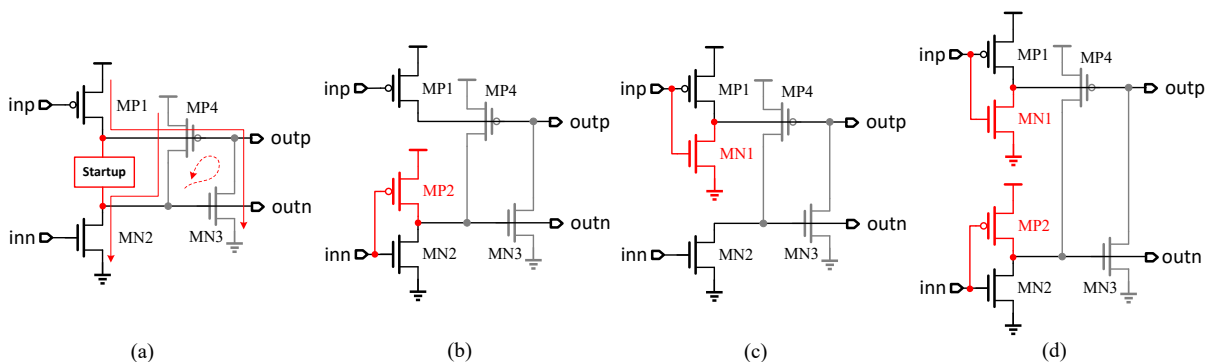 inp
MP1
MP4
outp
Startup
outn
MN3
inn
MN2
(a)
inp
MP1
MP4
outp
MP2
outn
inn
MN2
MN3
(b)
inp
MP1
MP4
outp
MN1
outn
inn
MN2
MN3
(c)
inp
MP1
MP4
outp
MN1
MP2
outn
inn
MN2
MN3
(d)